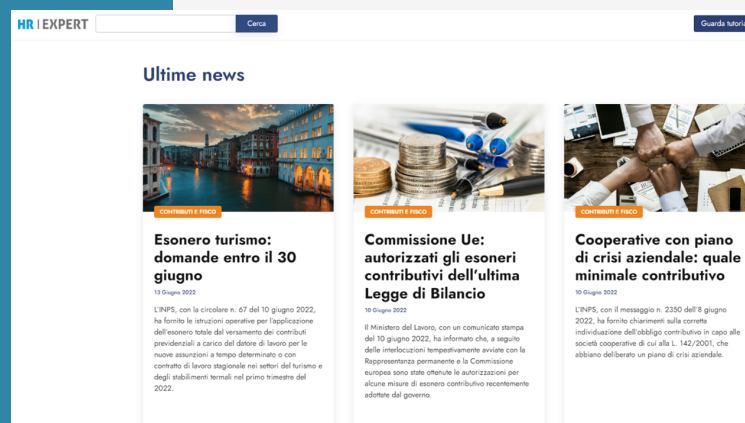 HR | EXPERT
Cerca
Guarda tutoria
Ultime news
CONTRIBUTI E FISCO
Esonero turismo:
domande entro il 30
giugno
13 Giugno 2022
L'INPS, con la circolare n. 67 del 10 giugno 2022,
ha fornito le istruzioni operative per l'applicazione
dell'esonero totale dal versamento dei contributi
previdenziali a carico del datore di lavoro per le
nuove assunzioni a tempo determinato o con
contratto di lavoro stagionale nei settori del turismo e
degli stabilimenti termali nel primo trimestre del
2022.
CONTRIBUTI E FISCO
Commissione Ue:
autorizzati gli esoneri
contributivi dell'ultima
Legge di Bilancio
10 Giugno 2022
Il Ministero del Lavoro, con un comunicato stampa
del 10 giugno 2022, ha informato che, a seguito
delle interlocuzioni tempestivamente avviate con la
Rappresentanza permanente e la Commissione
europea sono state ottenute le autorizzazioni per
alcune misure di esonero contributivo recentemente
adottate dal governo.
CONTRIBUTI E FISCO
Cooperative con piano
di crisi aziendale: quale
minimale contributivo
10 Giugno 2022
L'INPS, con il messaggio n. 2350 dell'8 giugno
2022, ha fornito chiarimenti sulla corretta
individuazione dell'obbligo contributivo in capo alle
società cooperative di cui alla L. 142/2001, che
abbiano deliberato un piano di crisi aziendale.